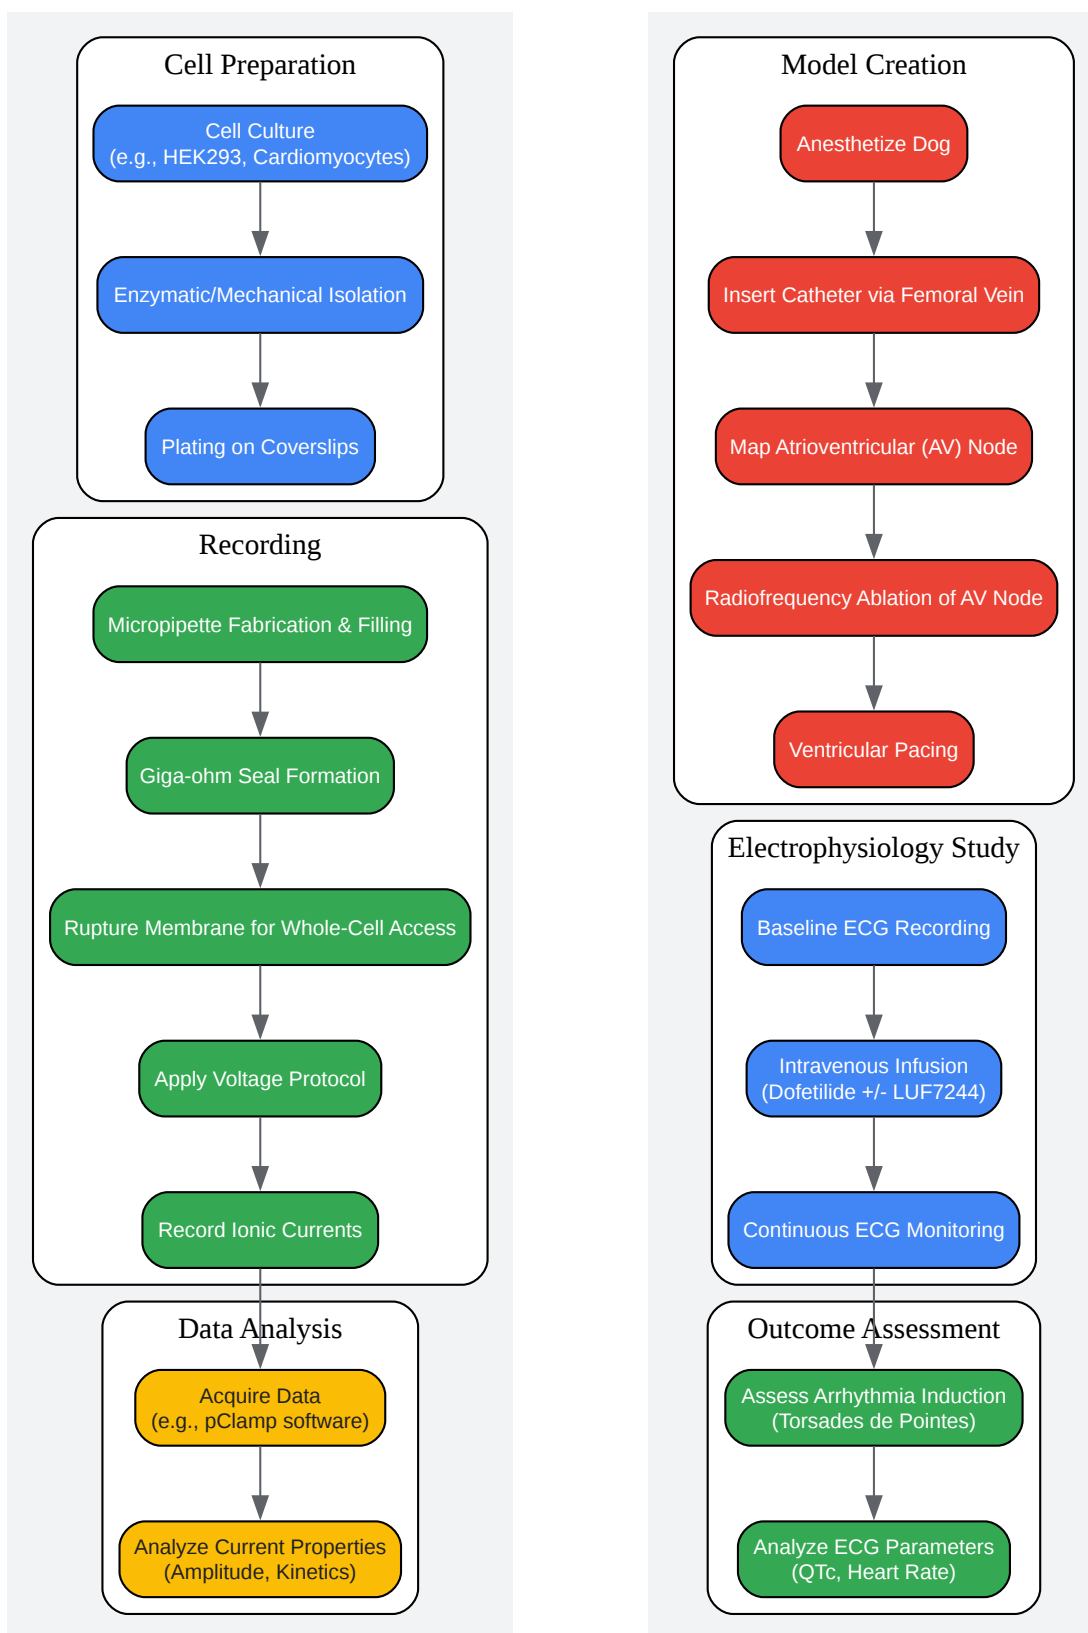 Cell Preparation
Cell Culture
(e.g., HEK293, Cardiomyocytes)
Enzymatic/Mechanical Isolation
Plating on Coverslips
Recording
Micropipette Fabrication & Filling
Giga-ohm Seal Formation
Rupture Membrane for Whole-Cell Access
Apply Voltage Protocol
Record Ionic Currents
Data Analysis
Acquire Data
(e.g., pClamp software)
Analyze Current Properties
(Amplitude, Kinetics)
Model Creation
Anesthetize Dog
Insert Catheter via Femoral Vein
Map Atrioventricular (AV) Node
Radiofrequency Ablation of AV Node
Ventricular Pacing
Electrophysiology Study
Baseline ECG Recording
Intravenous Infusion
(Dofetilide +/- LUF7244)
Continuous ECG Monitoring
Outcome Assessment
Assess Arrhythmia Induction
(Torsades de Pointes)
Analyze ECG Parameters
(QTc, Heart Rate)